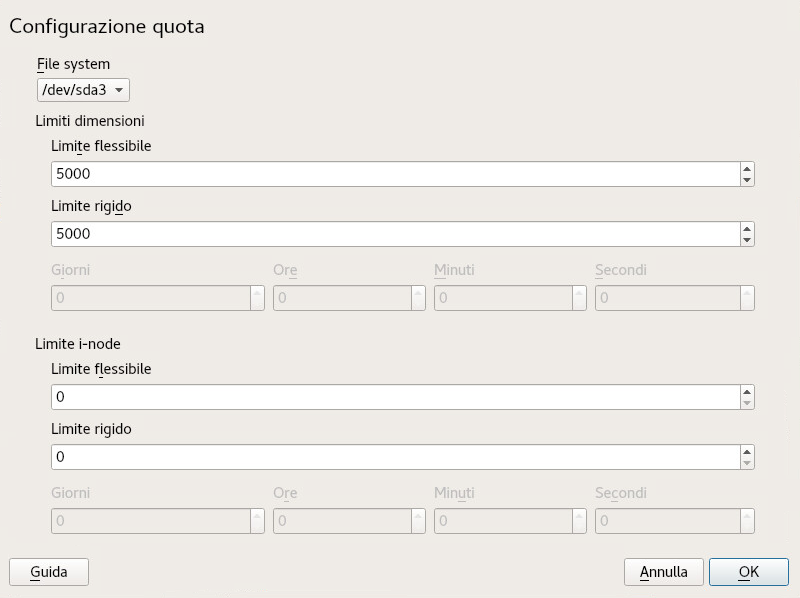 Configurazione quota
File system
/dev/sda3
Limiti dimensioni
Limite flessibile
5000
Limite rigido
5000
Giorni Ore Minuti Secondi
0 0 0 0
Limite i-node
Limite flessibile
0
Limite rigido
0
Giorni Ore Minuti Secondi
0 0 0 0
Guida Annulla OK